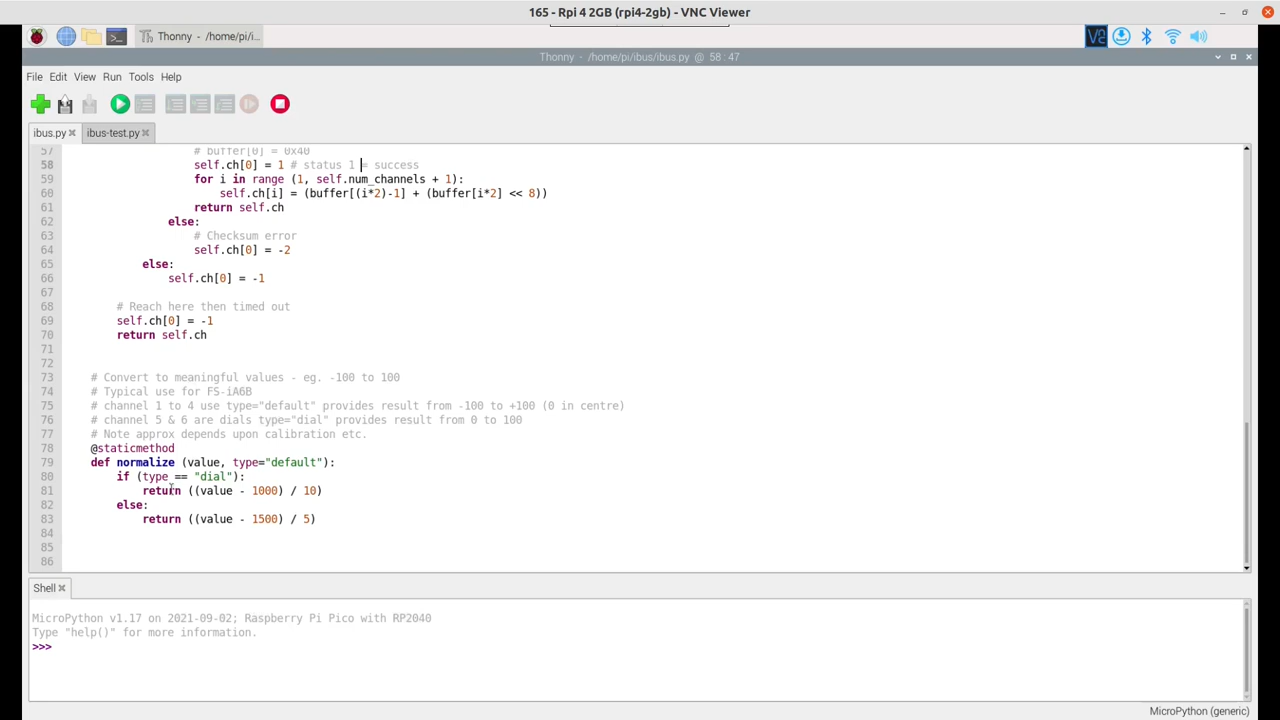 165 - Rpi 4 2GB (rpi4-2gb) - VNC Viewer
Thonny - /home/pi/i...
Thonny - /home/pi/ibus/ibus.py @ 58 : 47
File Edit View Run Tools Help
ibus.py ibus-test.py
57 # buffer[0] = 0x40
58 self.ch[0] = 1 # status 1 = success
59 for i in range (1, self.num_channels + 1):
60 self.ch[i] = (buffer[(i*2)-1] + (buffer[i*2] << 8))
61 return self.ch
62 else:
63 # Checksum error
64 self.ch[0] = -2
65 else:
66 self.ch[0] = -1
67
68 # Reach here then timed out
69 self.ch[0] = -1
70 return self.ch
71
72
73 # Convert to meaningful values - eg. -100 to 100
74 # Typical use for FS-iA6B
75 # channel 1 to 4 use type="default" provides result from -100 to +100 (0 in centre)
76 # channel 5 & 6 are dials type="dial" provides result from 0 to 100
77 # Note approx depends upon calibration etc.
78 @staticmethod
79 def normalize (value, type="default"):
80 if (type == "dial"):
81 return ((value - 1000) / 10)
82 else:
83 return ((value - 1500) / 5)
84
85
86
Shell
MicroPython v1.17 on 2021-09-02; Raspberry Pi Pico with RP2040
Type "help()" for more information.
>>>
MicroPython (generic)